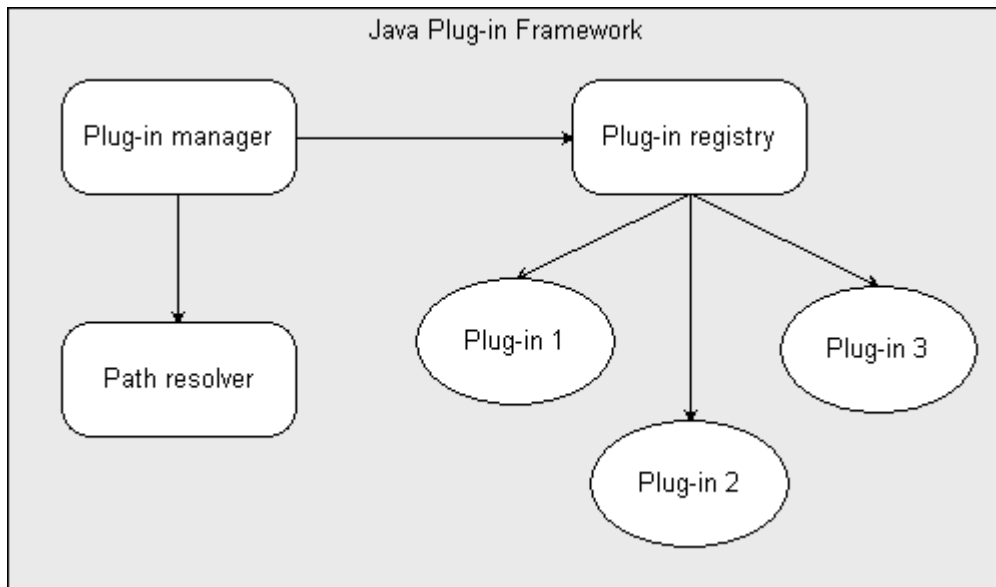 Java Plug-in Framework
Plug-in manager
Plug-in registry
Path resolver
Plug-in 1
Plug-in 3
Plug-in 2